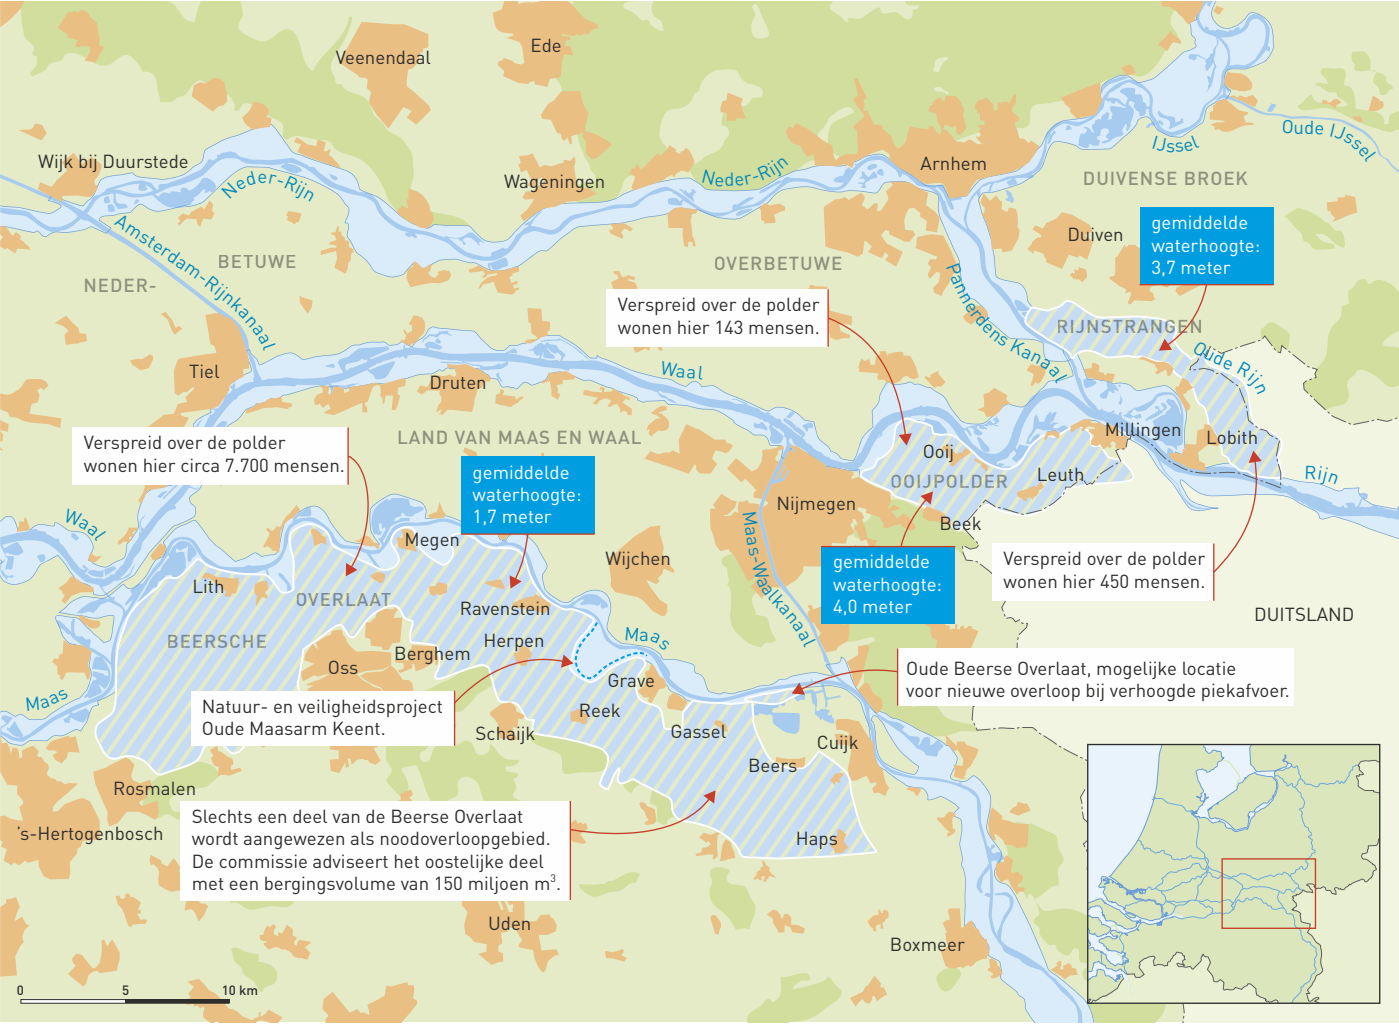 Veenendaal
Ede
Wijk bij Duurstede
Neder-Rijn
Wageningen
Neder-Rijn
Arnhem
IJssel
Oude IJssel
DUIVENSE BROEK
Amsterdam-Rijnkanaal
BETUWE
NEDER-
OVERBETUWE
Duiven
gemiddelde
waterhoogte:
3,7 meter
Pannerdens Kanaal
Verspreid over de polder
wonen hier 143 mensen.
RIJNSTRANGEN
Oude Rijn
Tiel
Druten
Waal
LAND VAN MAAS EN WAAL
Millingen
Lobith
Verspreid over de polder
wonen hier circa 7.700 mensen.
gemiddelde
waterhoogte:
1,7 meter
Ooij
OOIJPOLDER
Leuth
Rijn
Nijmegen
Beek
Waal
Megen
Wijchen
Maas-Waalkanaal
gemiddelde
waterhoogte:
4,0 meter
Verspreid over de polder
wonen hier 450 mensen.
DUITSLAND
Lith
OVERLAAT
BEERSCHE
Ravenstein
Herpen
Maas
Berghem
Oss
Grave
Oude Beerse Overlaat, mogelijke locatie
voor nieuwe overloop bij verhoogde piekafvoer.
Maas
Natuur- en veiligheidsproject
Oude Maasarm Keent.
Reek
Schaijk
Gassel
Cuijk
Beers
Rosmalen
's-Hertogenbosch
Slechts een deel van de Beerse Overlaat
wordt aangewezen als noodoverloopgebied.
De commissie adviseert het oostelijke deel
met een bergingsvolume van 150 miljoen m³.
Haps
Uden
Boxmeer
0 5 10 km